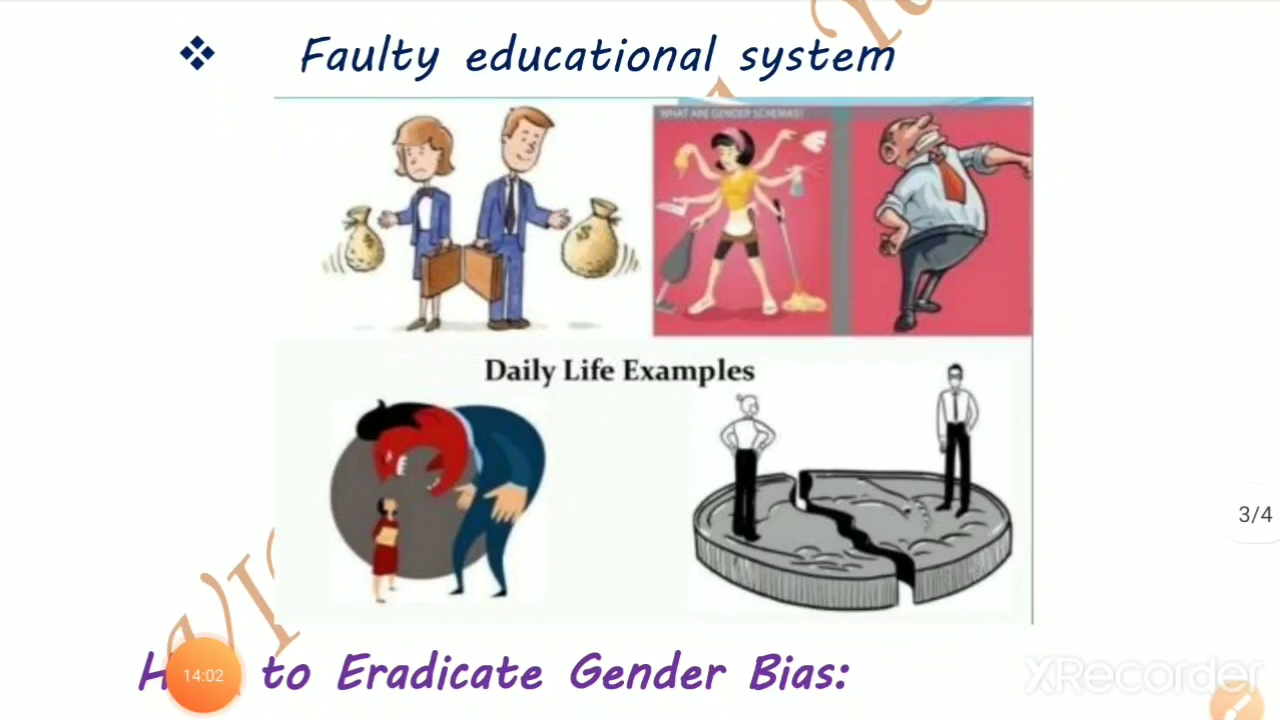 ❖ Faulty educational system
WHAT ARE GENDER SCHEMAS?
Daily Life Examples
3/4
to Eradicate Gender Bias:
14:02
XRecorder